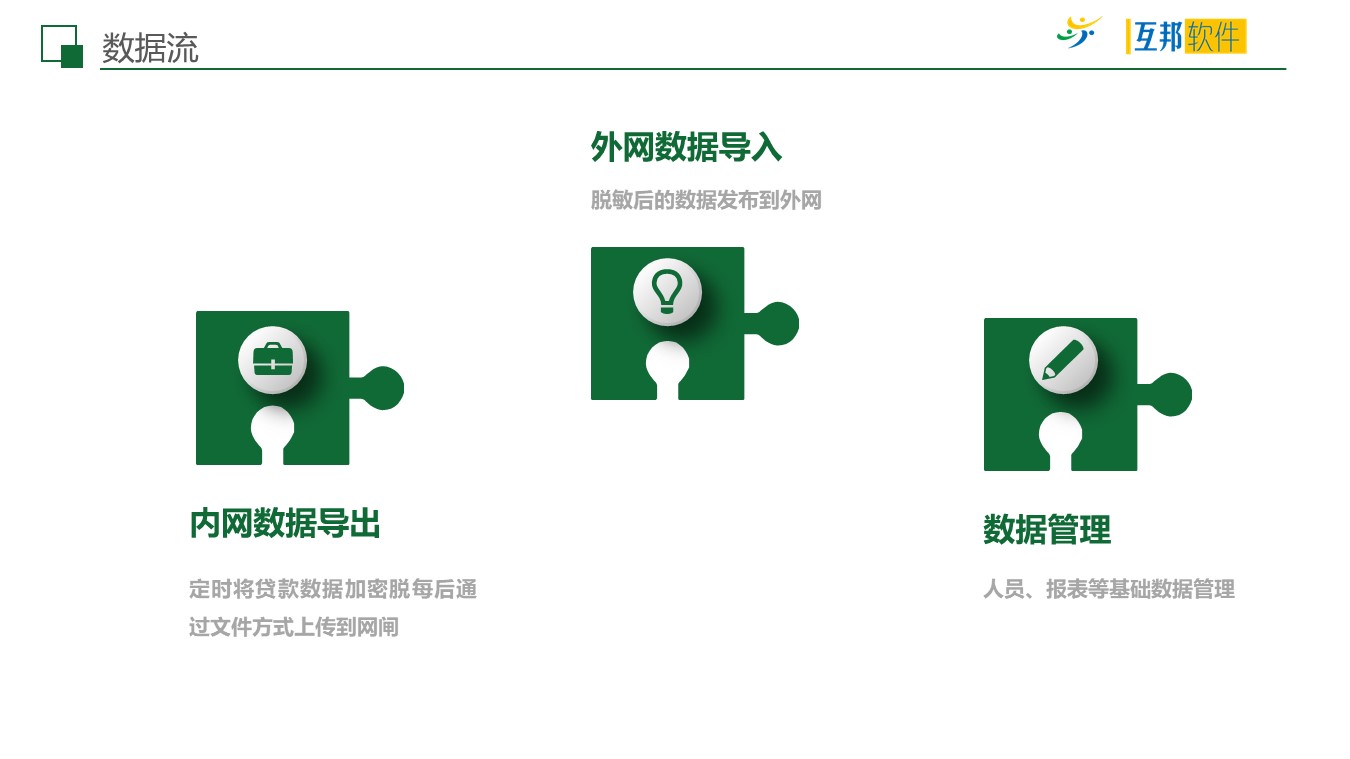 数据流
互邦软件
外网数据导入
脱敏后的数据发布到外网
内网数据导出
定时将贷款数据加密脱每后通
过文件方式上传到网闸
数据管理
人员、报表等基础数据管理